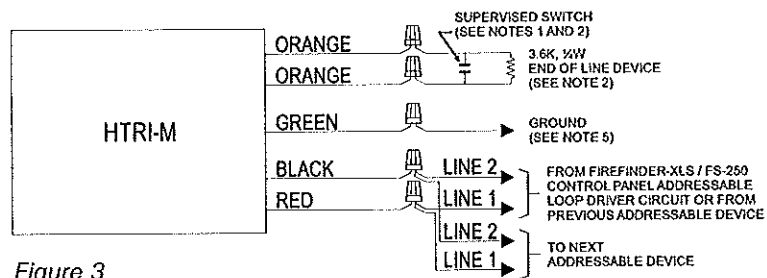 SUPERVISED SWITCH
(SEE NOTES 1 AND 2)
ORANGE
3.6K, ¼W
END OF LINE DEVICE
(SEE NOTE 2)
ORANGE
HTRI-M
GREEN
GROUND
(SEE NOTE 5)
BLACK
LINE 2
FROM FIREFINDER-XLS / FS-250
CONTROL PANEL ADDRESSABLE
LOOP DRIVER CIRCUIT OR FROM
PREVIOUS ADDRESSABLE DEVICE
RED
LINE 1
LINE 2
TO NEXT
ADDRESSABLE DEVICE
LINE 1
Figure 3